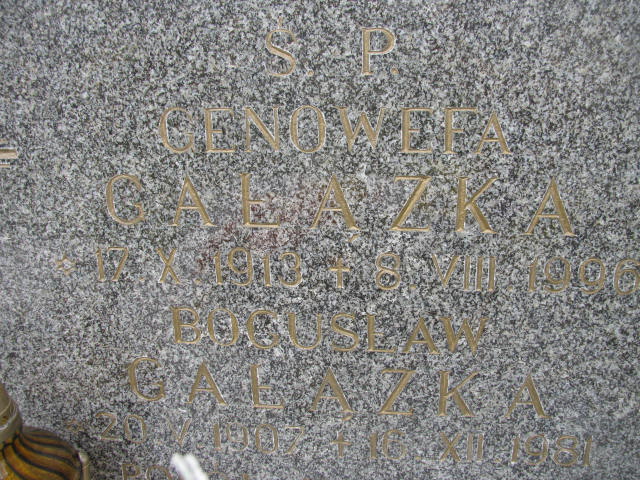 Ś. P.
GENOWEFA
GAŁĄZKA
* 17 X. 1913 + 8. VIII 1996
BOGUSŁAW
GAŁĄZKA
* 20. V. 1907 + 16. XII. 1981